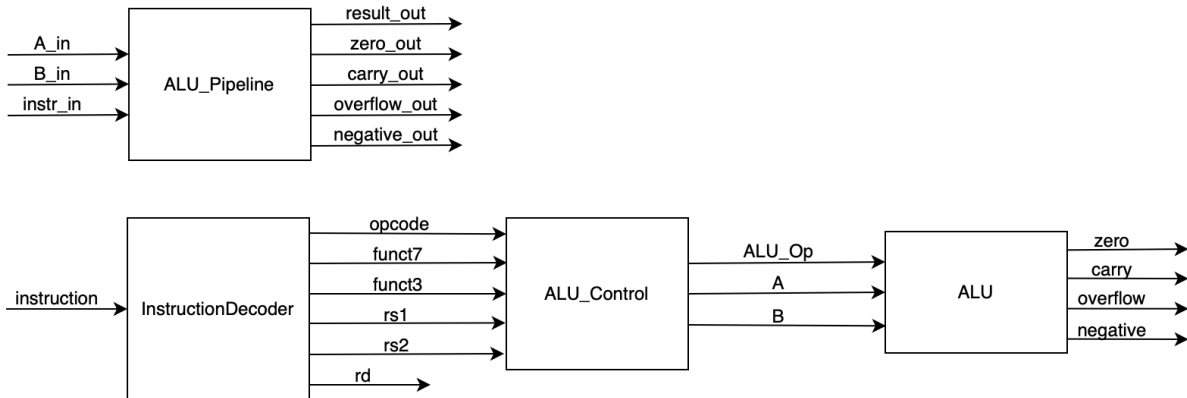 result_out
A_in
zero_out
B_in
ALU_Pipeline
carry_out
instr_in
overflow_out
negative_out
opcode
funct7
funct3
instruction
InstructionDecoder
rs1
rs2
rd
ALU_Control
ALU_Op
A
B
ALU
zero
carry
overflow
negative